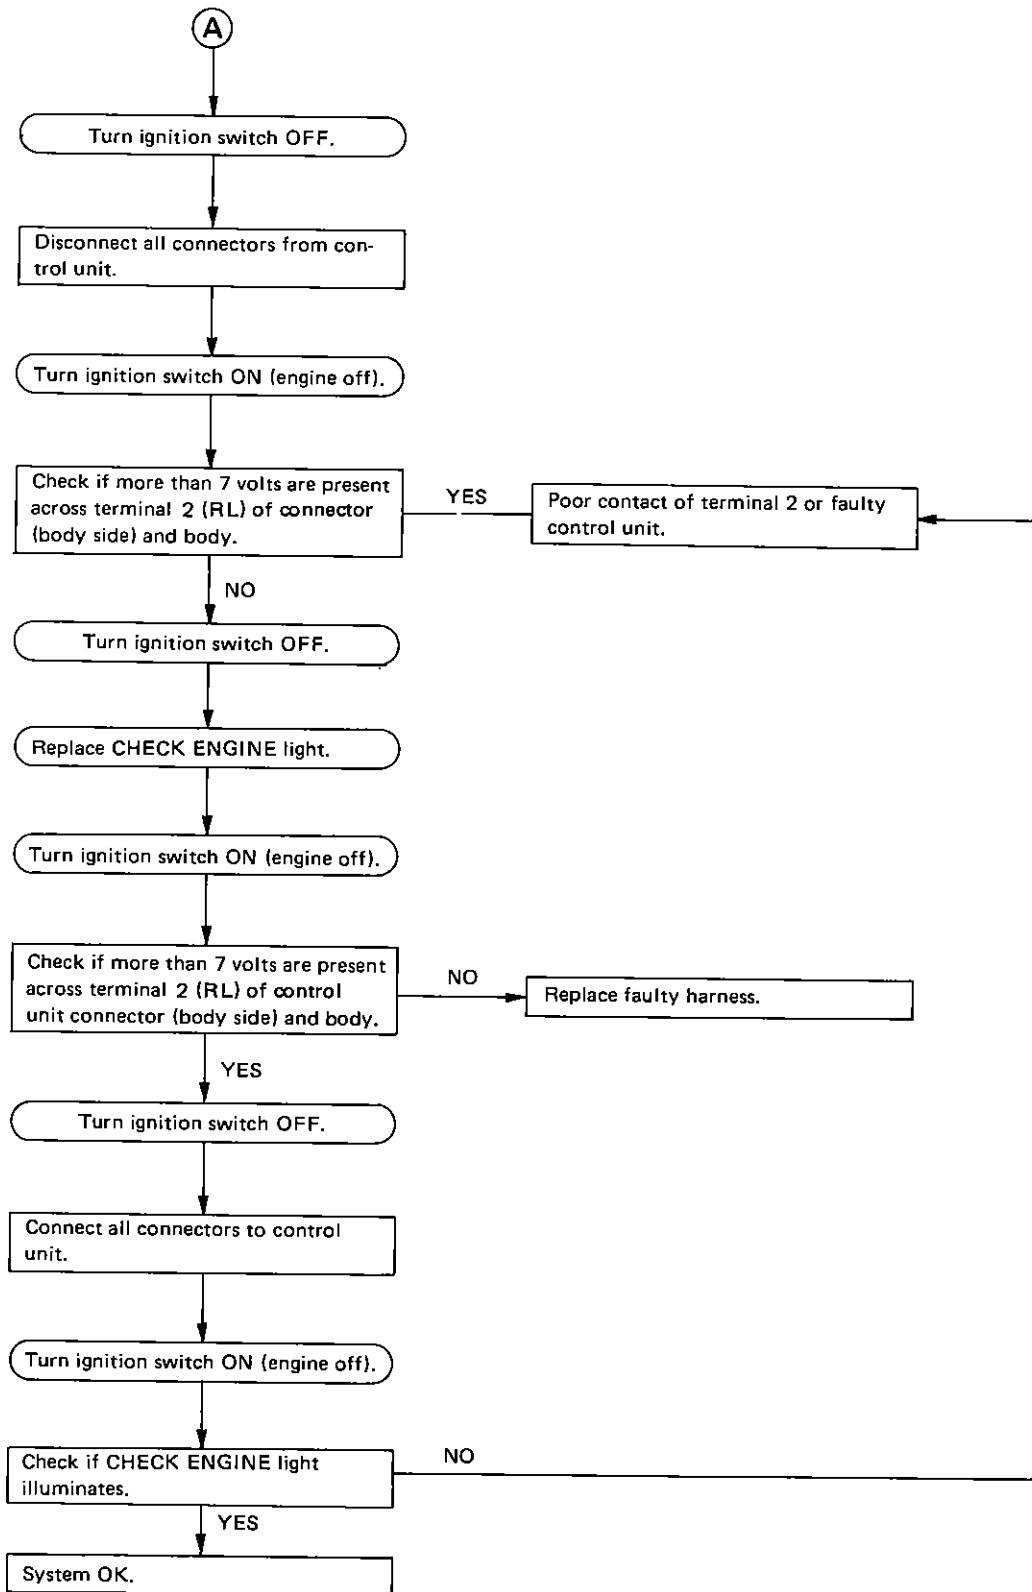 A
Turn ignition switch OFF.
Disconnect all connectors from con-
trol unit.
Turn ignition switch ON (engine off).
Check if more than 7 volts are present
across terminal 2 (RL) of connector
(body side) and body.
YES
Poor contact of terminal 2 or faulty
control unit.
NO
Turn ignition switch OFF.
Replace CHECK ENGINE light.
Turn ignition switch ON (engine off).
Check if more than 7 volts are present
across terminal 2 (RL) of control
unit connector (body side) and body.
NO
Replace faulty harness.
YES
Turn ignition switch OFF.
Connect all connectors to control
unit.
Turn ignition switch ON (engine off).
Check if CHECK ENGINE light
illuminates.
NO
YES
System OK.